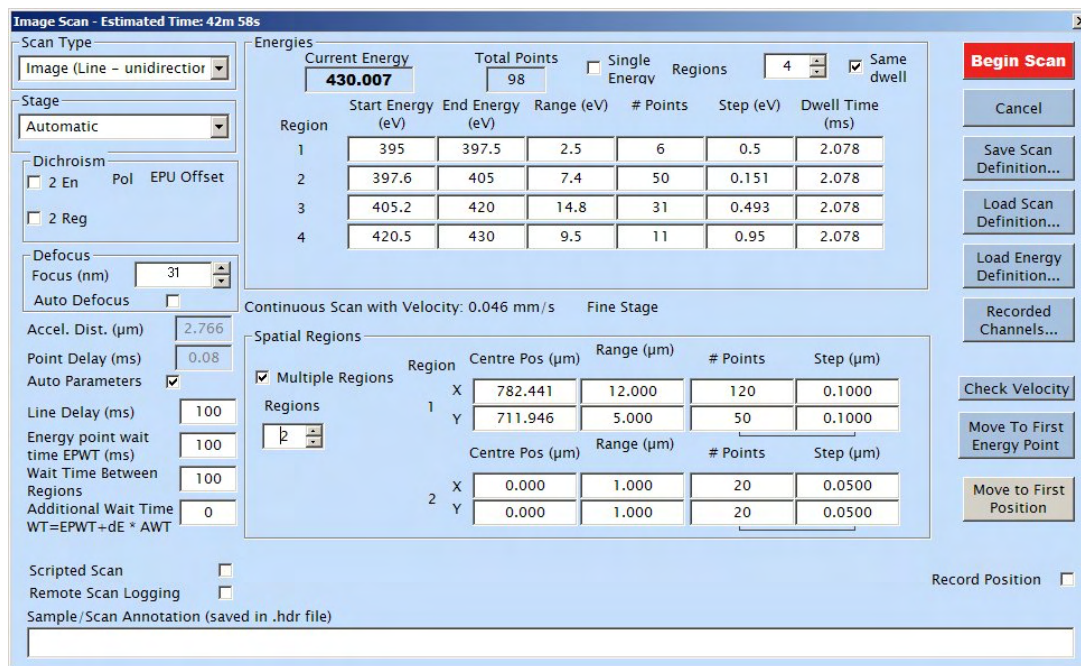 Image Scan - Estimated Time: 42m 58s
Scan Type
Image (Line - unidirection
Stage
Automatic
Dichroism
2 En Pol EPU Offset
2 Reg
Defocus
Focus (nm) 31
Auto Defocus
Accel. Dist. (µm) 2.766
Point Delay (ms) 0.08
Auto Parameters
Line Delay (ms) 100
Energy point wait
time EPWT (ms) 100
Wait Time Between
Regions 100
Additional Wait Time 0
WT=EPWT+dE * AWT
Scripted Scan
Remote Scan Logging
Sample/Scan Annotation (saved in .hdr file)
Energies
Current Energy Total Points
430.007 98
Single
Energy
Regions 4
Same
dwell
Region Start Energy (eV) End Energy (eV) Range (eV) # Points Step (eV) Dwell Time (ms)
1 395 397.5 2.5 6 0.5 2.078
2 397.6 405 7.4 50 0.151 2.078
3 405.2 420 14.8 31 0.493 2.078
4 420.5 430 9.5 11 0.95 2.078
Continuous Scan with Velocity: 0.046 mm/s Fine Stage
Spatial Regions
Multiple Regions
Regions
2
Region Centre Pos (µm) Range (µm) # Points Step (µm)
1
X 782.441 12.000 120 0.1000
Y 711.946 5.000 50 0.1000
Centre Pos (µm) Range (µm) # Points Step (µm)
2
X 0.000 1.000 20 0.0500
Y 0.000 1.000 20 0.0500
Begin Scan
Cancel
Save Scan
Definition...
Load Scan
Definition...
Load Energy
Definition...
Recorded
Channels...
Check Velocity
Move To First
Energy Point
Move to First
Position
Record Position